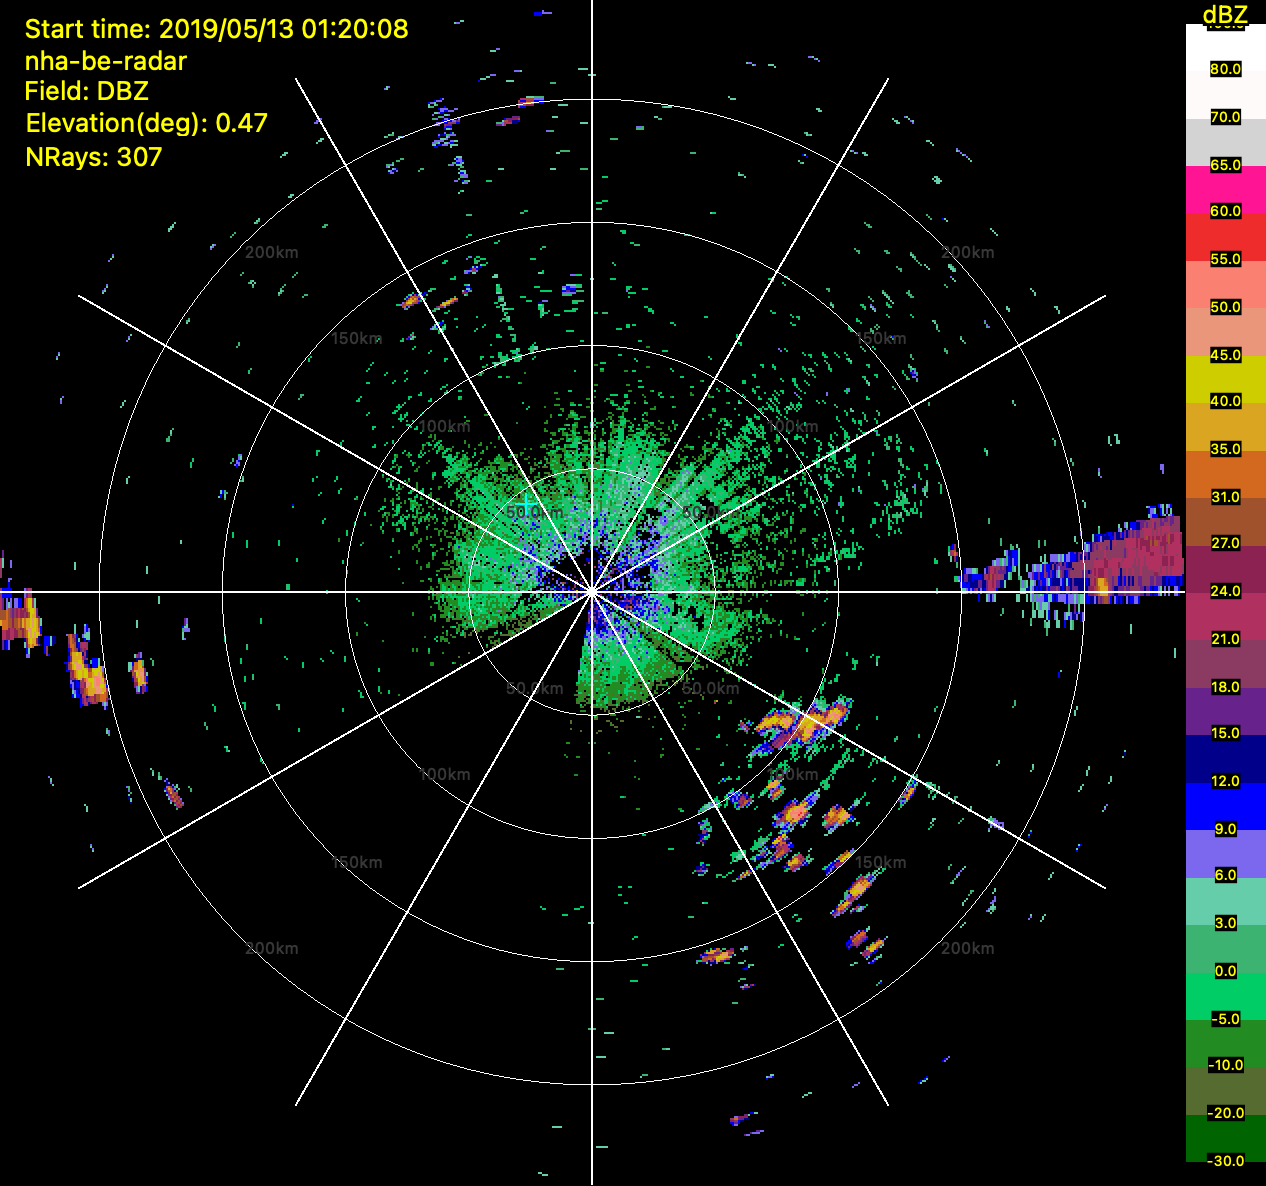 Start time: 2019/05/13 01:20:08
nha-be-radar
Field: DBZ
Elevation(deg): 0.47
NRays: 307
dBZ
80.0
70.0
65.0
60.0
55.0
50.0
45.0
40.0
35.0
31.0
27.0
24.0
21.0
18.0
15.0
12.0
9.0
6.0
3.0
0.0
-5.0
-10.0
-20.0
-30.0
200km
200km
150km
150km
100km
100km
50.0km
50.0km
50.0km
50.0km
100km
100km
150km
150km
200km
200km